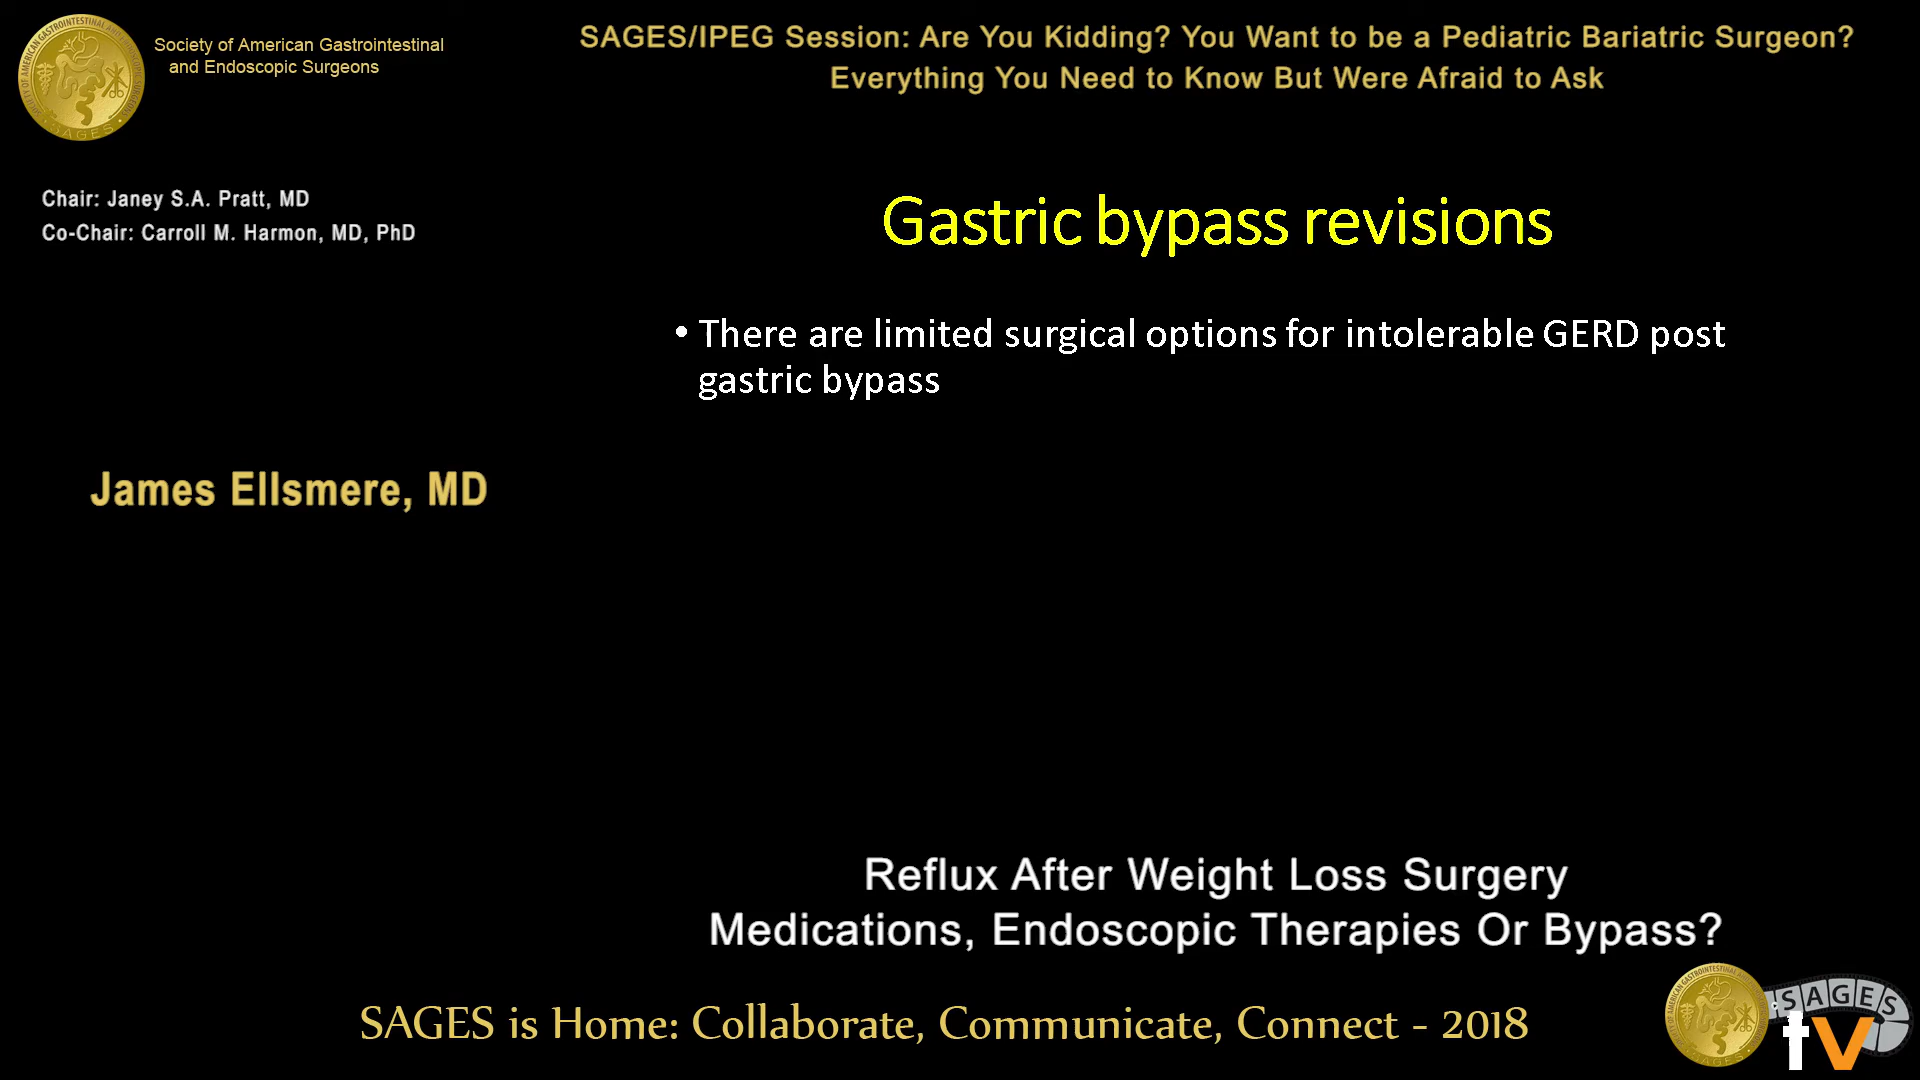 Society of American Gastrointestinal
and Endoscopic Surgeons
SAGES/IPEG Session: Are You Kidding? You Want to be a Pediatric Bariatric Surgeon?
Everything You Need to Know But Were Afraid to Ask
Chair: Janey S.A. Pratt, MD
Co-Chair: Carroll M. Harmon, MD, PhD
Gastric bypass revisions
• There are limited surgical options for intolerable GERD post
gastric bypass
James Ellsmere, MD
Reflux After Weight Loss Surgery
Medications, Endoscopic Therapies Or Bypass?
SAGES is Home: Collaborate, Communicate, Connect - 2018
SAGES
tv